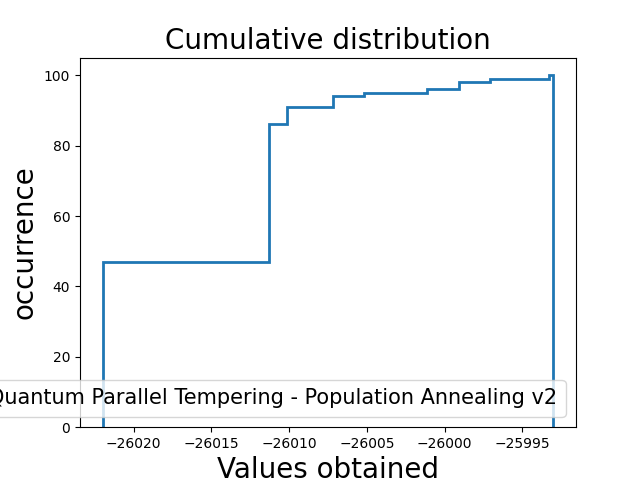 Cumulative distribution
100
80
60
40
20
0
occurrence
Quantum Parallel Tempering - Population Annealing v2
−26020 −26015 −26010 −26005 −26000 −25995
Values obtained